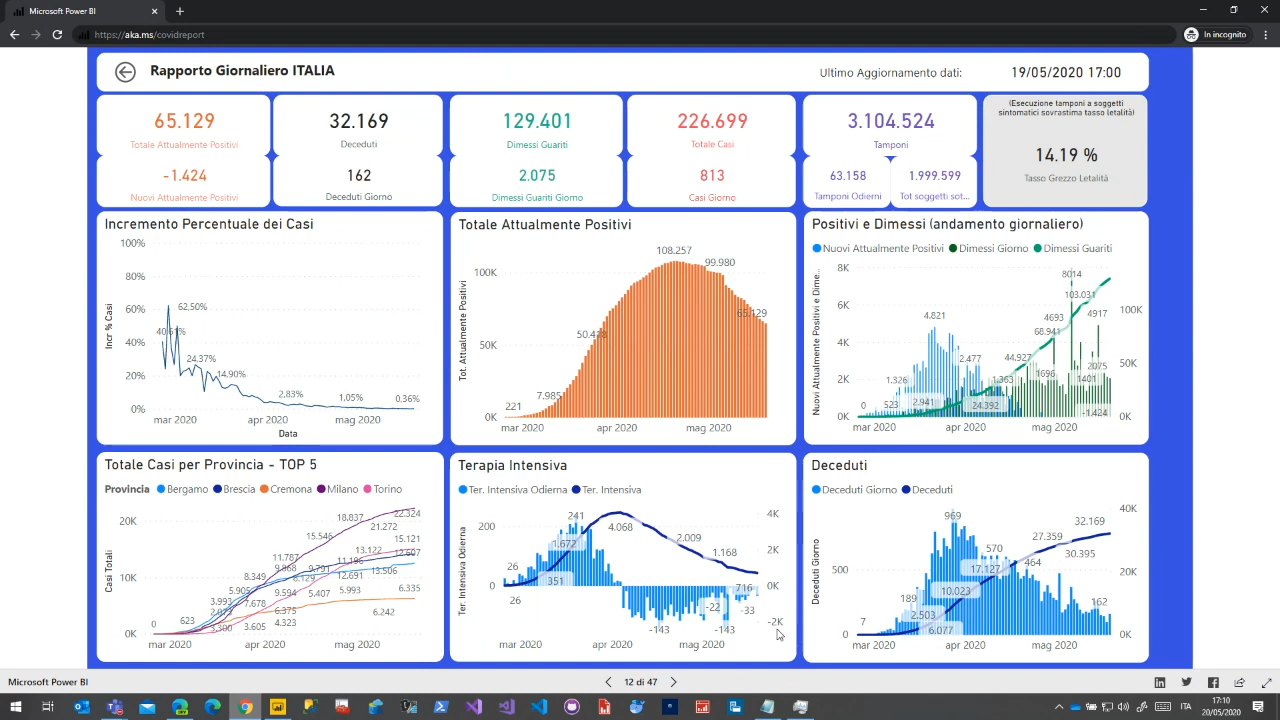 Microsoft Power BI
https://aka.ms/covidreport
In incognito
Rapporto Giornaliero ITALIA
Ultimo Aggiornamento dati:
19/05/2020 17:00
65.129
Totale Attualmente Positivi
-1.424
Nuovi Attualmente Positivi
32.169
Deceduti
162
Deceduti Giorno
129.401
Dimessi Guariti
2.075
Dimessi Guariti Giorno
226.699
Totale Casi
813
Casi Giorno
3.104.524
Tamponi
63.158
Tamponi Odierni
1.999.599
Tot soggetti sot...
(Esecuzione tamponi a soggetti
sintomatici sovrastima tasso letalità)
14.19 %
Tasso Grezzo Letalità
Incremento Percentuale dei Casi
Incr % Casi
100%
80%
60%
40%
20%
0%
62,50%
24,37%
14,90%
2,83%
1,05%
0,36%
mar 2020
apr 2020
mag 2020
Data
Totale Attualmente Positivi
Tot. Attualmente Positivi
100K
50K
0K
221
7.985
108.257
99.980
65.129
mar 2020
apr 2020
mag 2020
Positivi e Dimessi (andamento giornaliero)
Nuovi Attualmente Positivi
Dimessi Giorno
Dimessi Guariti
Nuovi Attualmente Positivi e Dime...
8K
6K
4K
2K
0K
100K
50K
0K
0
523
1.326
2.941
4.821
2.477
24.392
1.363
44.927
1696
68.941
4693
8014
103.031
1401
4917
2075
-1.424
mar 2020
apr 2020
mag 2020
Totale Casi per Provincia - TOP 5
Provincia
Bergamo
Brescia
Cremona
Milano
Torino
Casi Totali
20K
10K
0K
0
623
8.349
11.787
15.546
18.837
21.272
22.324
9.868
9.791
13.122
15.121
12.607
12.691
13.506
5.905
8.129
7.678
9.594
5.407
5.993
6.335
6.375
6.242
3.605
4.323
mar 2020
apr 2020
mag 2020
Terapia Intensiva
Ter. Intensiva Odierna
Ter. Intensiva
Ter. Intensiva Odierna
200
0
4K
2K
0K
-2K
26
26
351
1.672
241
4.068
2.009
1.168
716
-143
-143
-22
-33
mar 2020
apr 2020
mag 2020
Deceduti
Deceduti Giorno
Deceduti
Deceduti Giorno
500
0
40K
20K
0K
7
189
2.503
6.077
969
10.023
17.127
570
464
27.359
30.395
32.169
162
mar 2020
apr 2020
mag 2020
Microsoft Power BI
12 di 47
ITA
17:10
20/05/2020